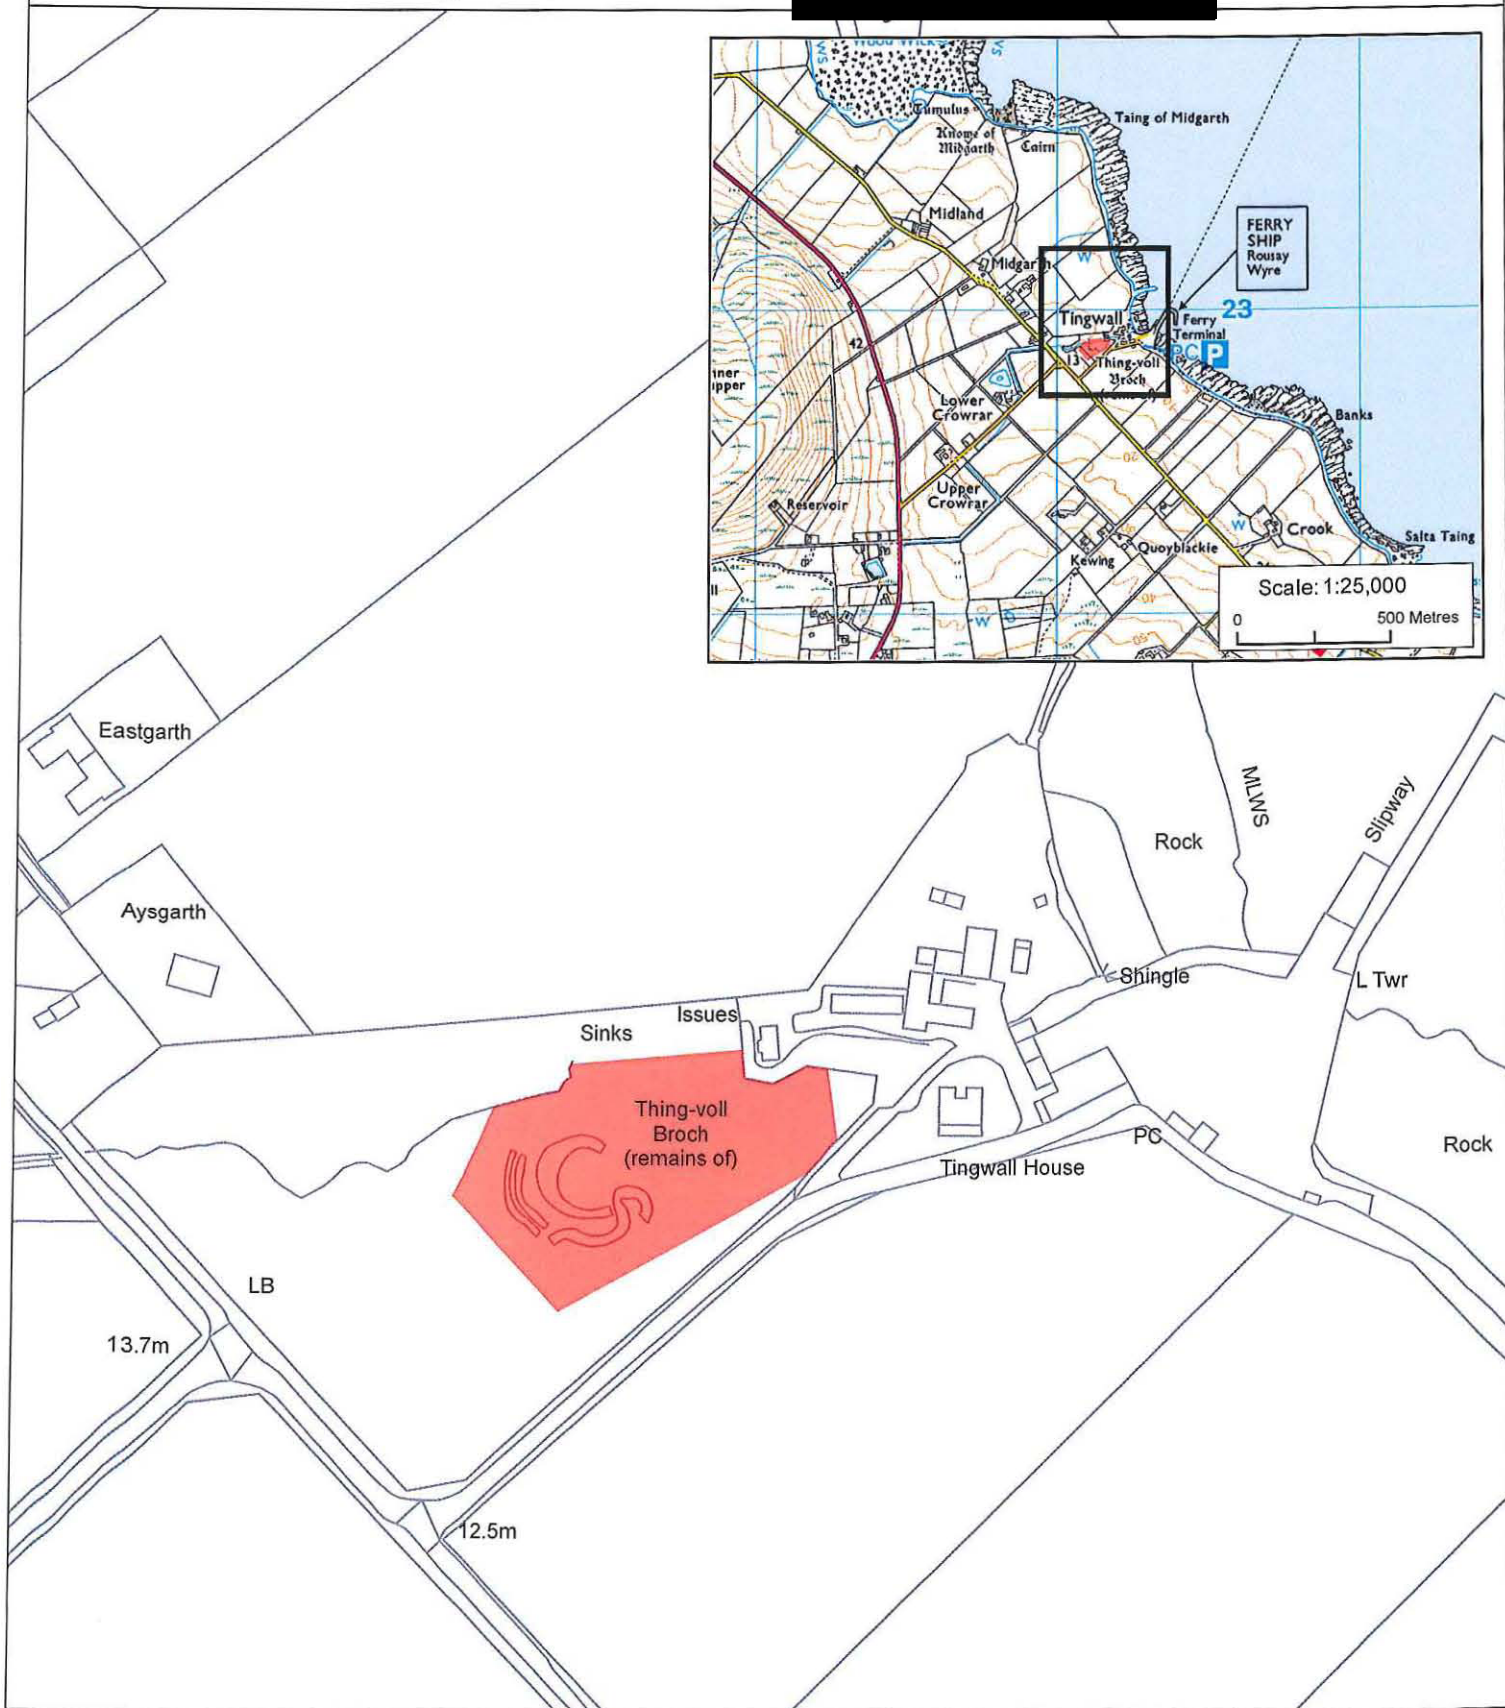 Tumulus
Knowe of
Midgarth
Cairn
Taing of Midgarth
Midland
Midgarth
W
FERRY
SHIP
Rousay
Wyre
23
Tingwall
Ferry
Terminal
PC P
42
13
Thing-voll
Broch
Lower
Crowrar
Banks
20
Upper
Crowrar
Reservoir
W
Crook
Salta Taing
Quoyblackie
Kewing
40
W
50
Scale: 1:25,000
0
500 Metres
Eastgarth
MLWS
Slipway
Rock
Aysgarth
Shingle
L Twr
Issues
Sinks
Thing-voll
Broch
(remains of)
PC
Rock
Tingwall House
LB
13.7m
12.5m